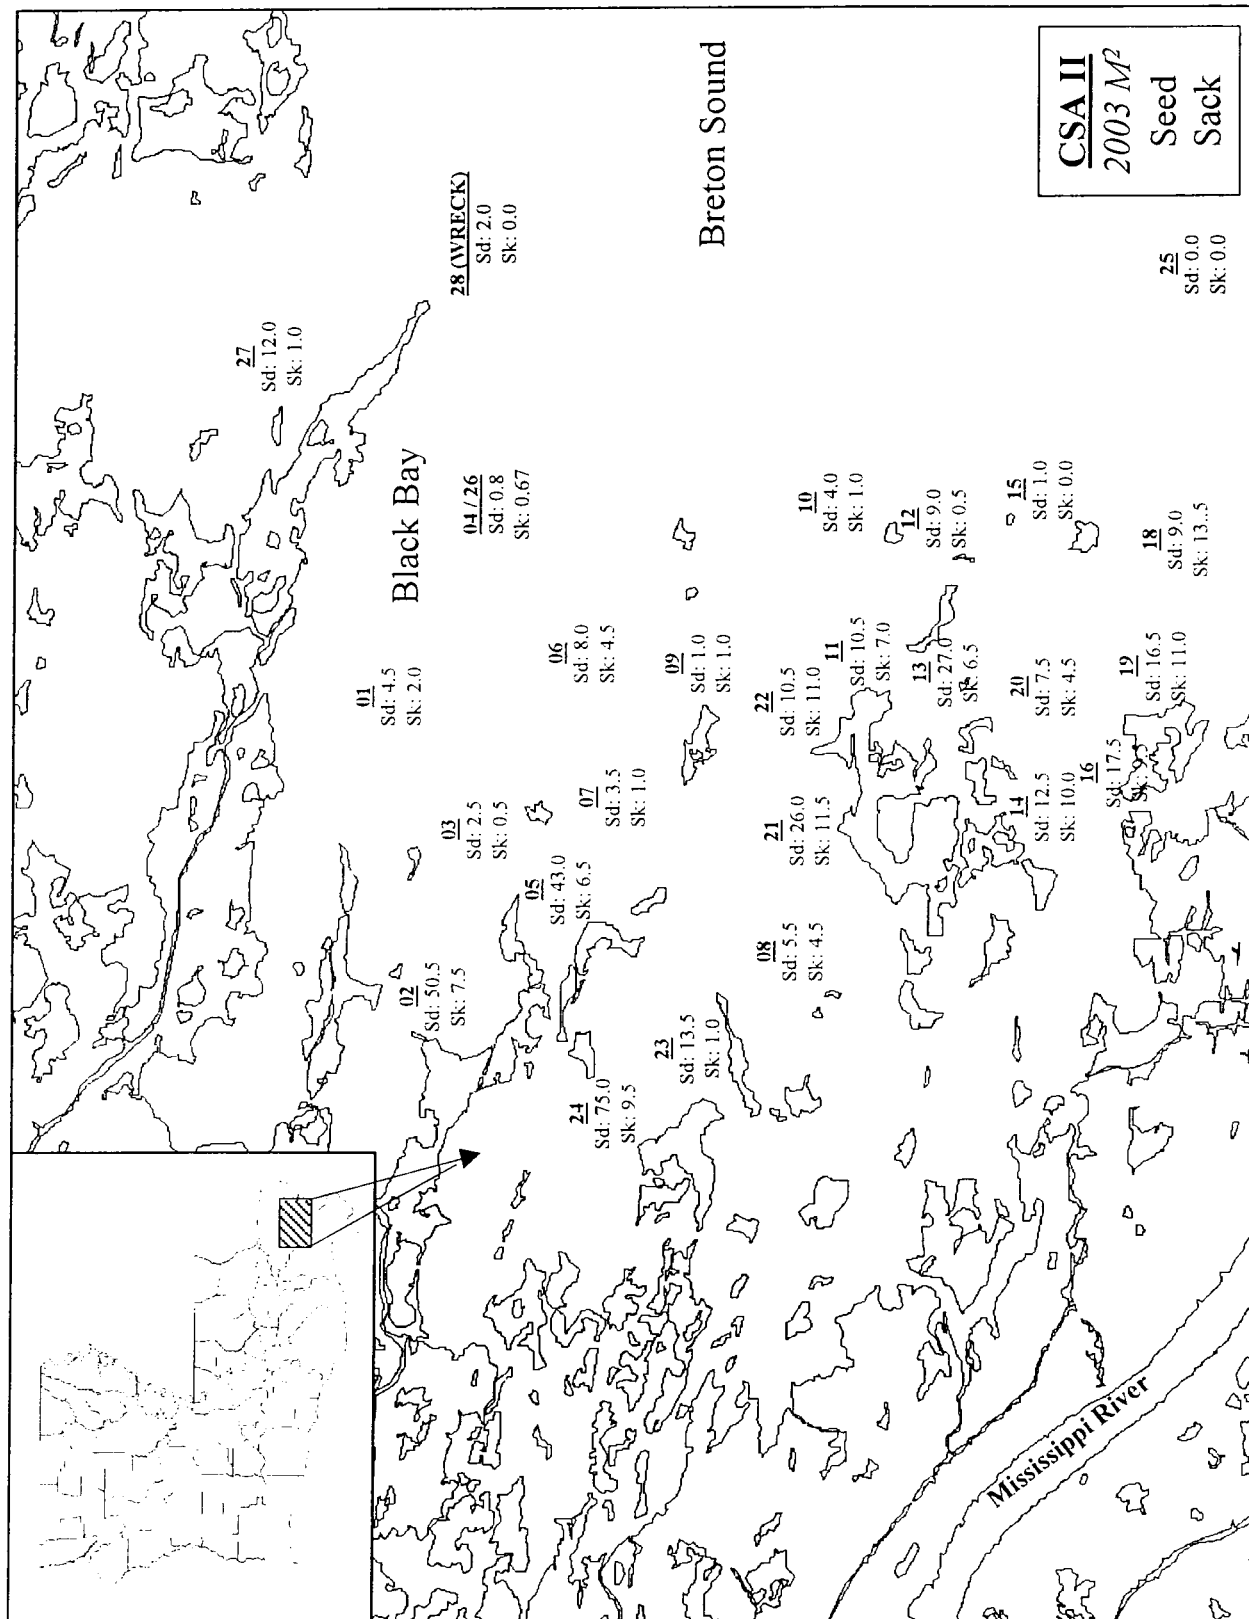 27
Sd: 12.0
Sk: 1.0
01
Sd: 4.5
Sk: 2.0
Black Bay
02
Sd: 50.5
Sk: 7.5
03
Sd: 2.5
Sk: 0.5
04 / 26
Sd: 0.8
Sk: 0.67
28 (WRECK)
Sd: 2.0
Sk: 0.0
05
Sd: 43.0
Sk: 6.5
06
Sd: 8.0
Sk: 4.5
24
Sd: 75.0
Sk: 9.5
07
Sd: 3.5
Sk: 1.0
23
Sd: 13.5
Sk: 1.0
09
Sd: 1.0
Sk: 1.0
Breton Sound
08
Sd: 5.5
Sk: 4.5
21
Sd: 26.0
Sk: 11.5
22
Sd: 10.5
Sk: 11.0
10
Sd: 4.0
Sk: 1.0
11
Sd: 10.5
Sk: 7.0
12
Sd: 9.0
Sk: 0.5
13
Sd: 27.0
Sk: 6.5
14
Sd: 12.5
Sk: 10.0
20
Sd: 7.5
Sk: 4.5
15
Sd: 1.0
Sk: 0.0
Mississippi River
16
Sd: 17.5
Sk: 9.5
19
Sd: 16.5
Sk: 11.0
18
Sd: 9.0
Sk: 13..5
25
Sd: 0.0
Sk: 0.0
CSA II
2003 M²
Seed
Sack